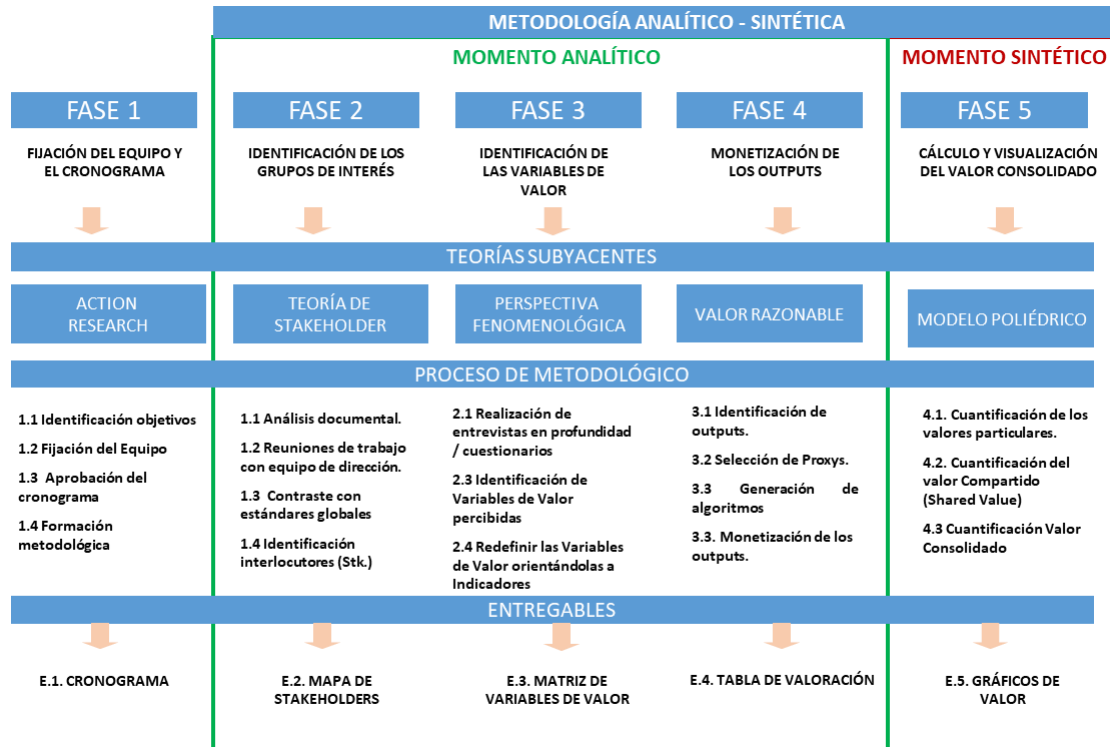 METODOLOGÍA ANALÍTICO - SINTÉTICA
MOMENTO ANALÍTICO
MOMENTO SINTÉTICO
FASE 1
FASE 2
FASE 3
FASE 4
FASE 5
FIJACIÓN DEL EQUIPO Y
EL CRONOGRAMA
IDENTIFICACIÓN DE LOS
GRUPOS DE INTERÉS
IDENTIFICACIÓN DE
LAS VARIABLES DE
VALOR
MONETIZACIÓN DE
LOS OUTPUTS
CÁLCULO Y VISUALIZACIÓN
DEL VALOR CONSOLIDADO
TEORÍAS SUBYACENTES
ACTION
RESEARCH
TEORÍA DE
STAKEHOLDER
PERSPECTIVA
FENOMENOLÓGICA
VALOR RAZONABLE
MODELO POLIÉDRICO
PROCESO DE METODOLÓGICO
1.1 Identificación objetivos
1.2 Fijación del Equipo
1.3 Aprobación del
cronograma
1.4 Formación
metodológica
1.1 Análisis documental.
1.2 Reuniones de trabajo
con equipo de dirección.
1.3 Contraste con
estándares globales
1.4 Identificación
interlocutores (Stk.)
2.1 Realización de
entrevistas en profundidad
/ cuestionarios
2.3 Identificación de
Variables de Valor
percibidas
2.4 Redefinir las Variables
de Valor orientándolas a
Indicadores
3.1 Identificación de
outputs.
3.2 Selección de Proxys.
3.3 Generación de
algoritmos
3.3. Monetización de los
outputs.
4.1. Cuantificación de los
valores particulares.
4.2. Cuantificación del
valor Compartido
(Shared Value)
4.3 Cuantificación Valor
Consolidado
ENTREGABLES
E.1. CRONOGRAMA
E.2. MAPA DE
STAKEHOLDERS
E.3. MATRIZ DE
VARIABLES DE VALOR
E.4. TABLA DE VALORACIÓN
E.5. GRÁFICOS DE
VALOR